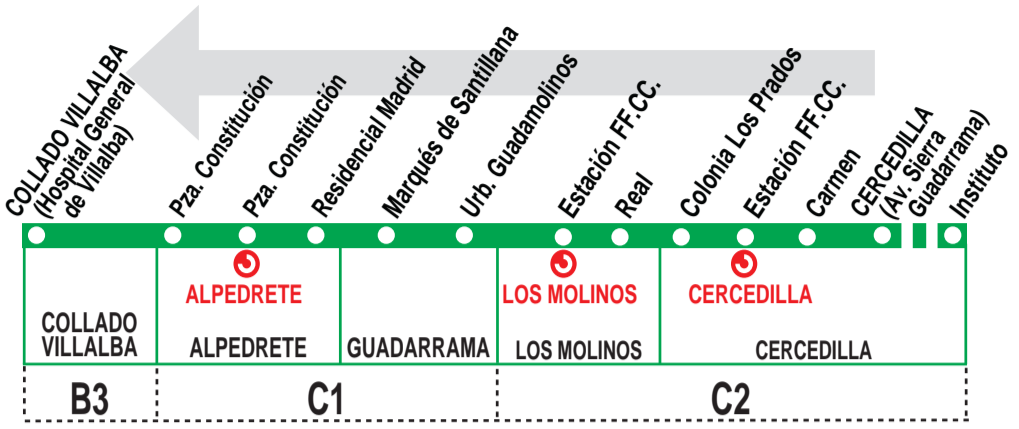 COLLADO VILLALBA
(Hospital General
de Villalba)
Pza. Constitución
Pza. Constitución
Residencial Madrid
Marqués de Santillana
Urb. Guadamolinos
Estación FF.CC.
Real
Colonia Los Prados
Estación FF.CC.
Carmen
CERCEDILLA
(Av. Sierra
Guadarrama)
Instituto
ALPEDRETE
LOS MOLINOS
CERCEDILLA
COLLADO
VILLALBA
ALPEDRETE
GUADARRAMA
LOS MOLINOS
CERCEDILLA
B3
C1
C2